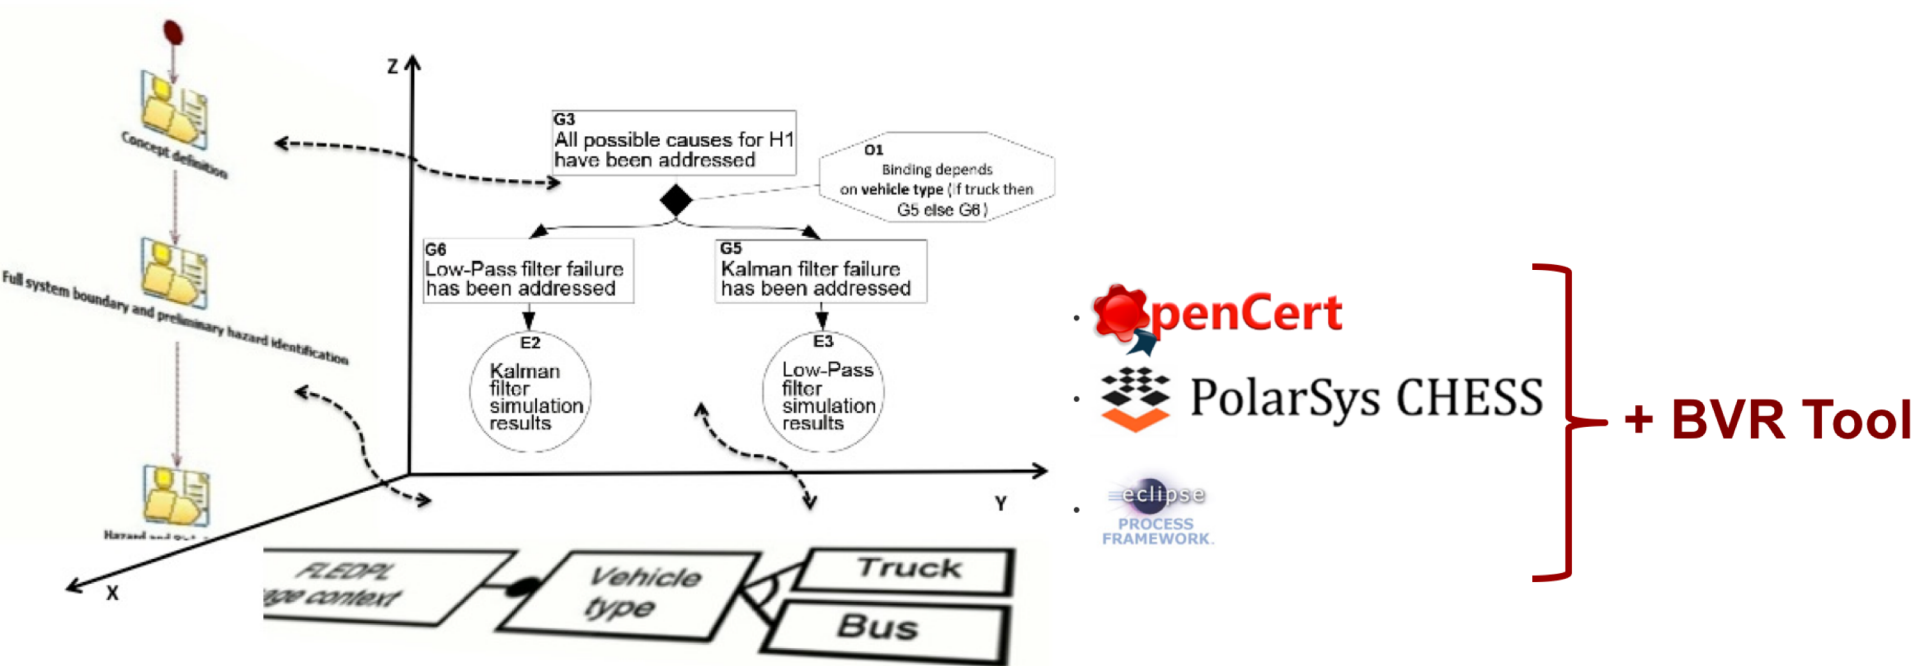 Concept definition
Full system boundary and preliminary hazard identification
Z
G3
All possible causes for H1
have been addressed
O1
Binding depends
on vehicle type (if truck then
G5 else G6)
G6
Low-Pass filter failure
has been addressed
G5
Kalman filter failure
has been addressed
E2
Kalman
filter
simulation
results
E3
Low-Pass
filter
simulation
results
Y
X
FLEDPL
context
Vehicle
type
Truck
Bus
OpenCert
PolarSys CHESS
eclipse
PROCESS
FRAMEWORK.
+ BVR Tool